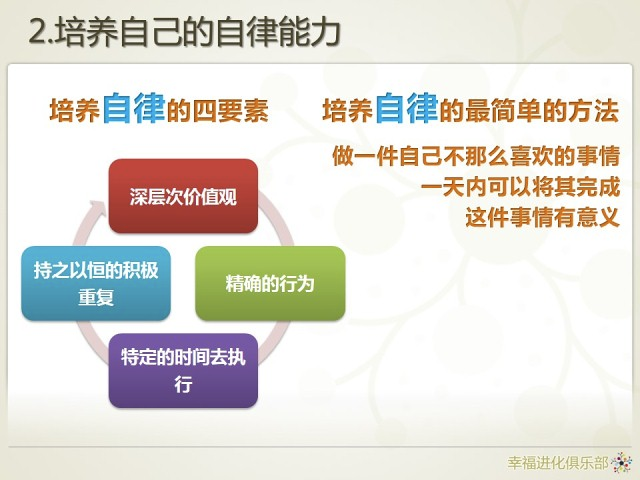 2.培养自己的自律能力
培养自律的四要素
深层次价值观
精确的行为
特定的时间去执
行
持之以恒的积极
重复
培养自律的最简单的方法
做一件自己不那么喜欢的事情
一天内可以将其完成
这件事情有意义
幸福进化俱乐部